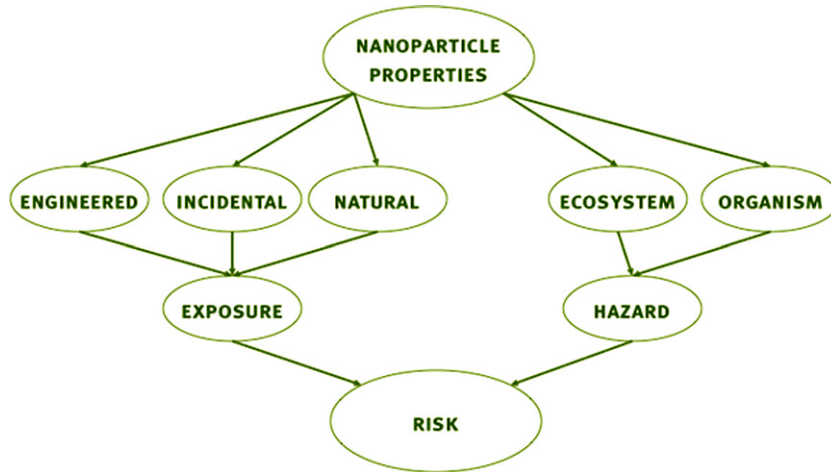 NANOPARTICLE
PROPERTIES
ENGINEERED
INCIDENTAL
NATURAL
ECOSYSTEM
ORGANISM
EXPOSURE
HAZARD
RISK